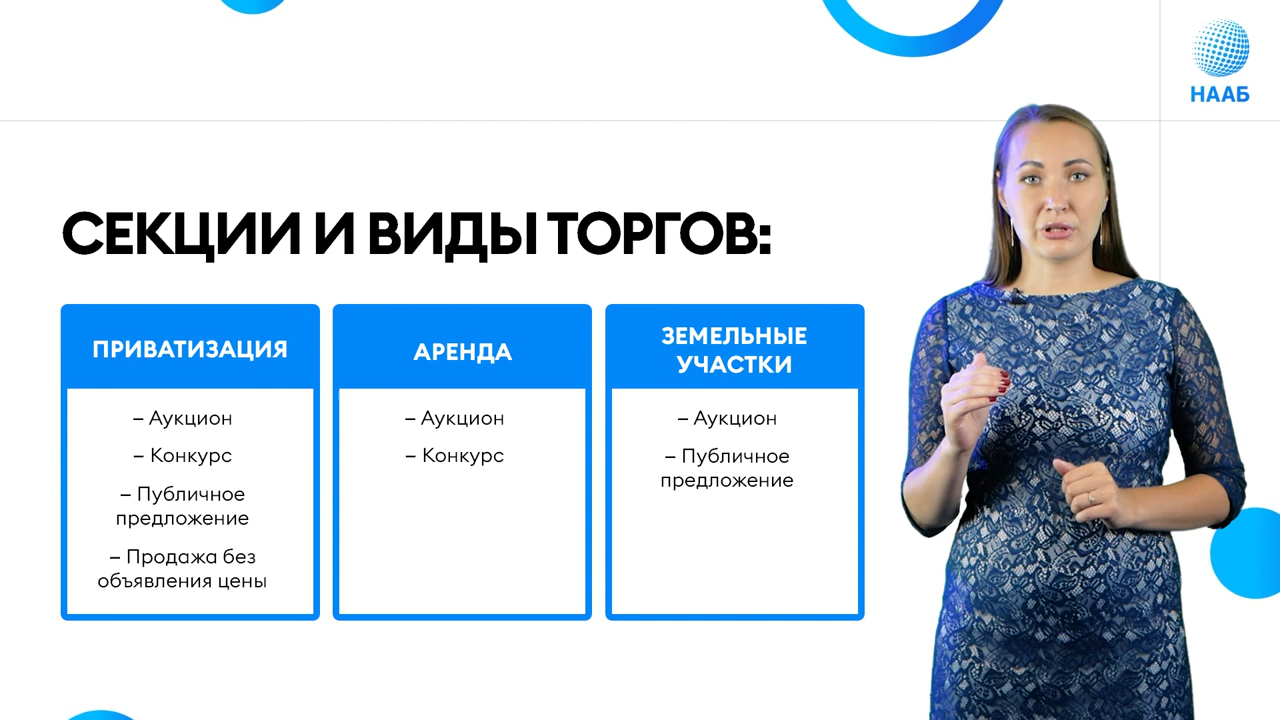 НААБ
СЕКЦИИ И ВИДЫ ТОРГОВ:
ПРИВАТИЗАЦИЯ
– Аукцион
– Конкурс
– Публичное
предложение
– Продажа без
объявления цены
АРЕНДА
– Аукцион
– Конкурс
ЗЕМЕЛЬНЫЕ
УЧАСТКИ
– Аукцион
– Публичное
предложение